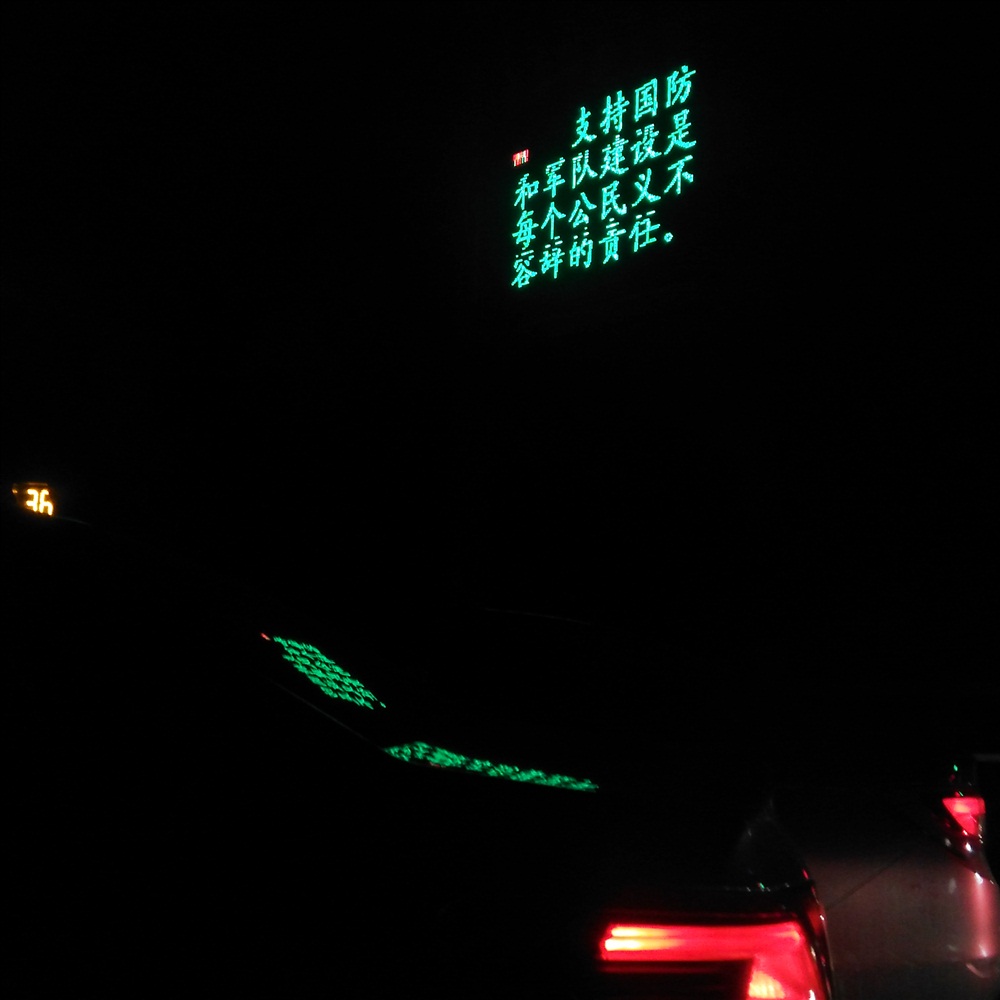 支持国防
和军队建设是
每个公民义不
容辞的责任。
36